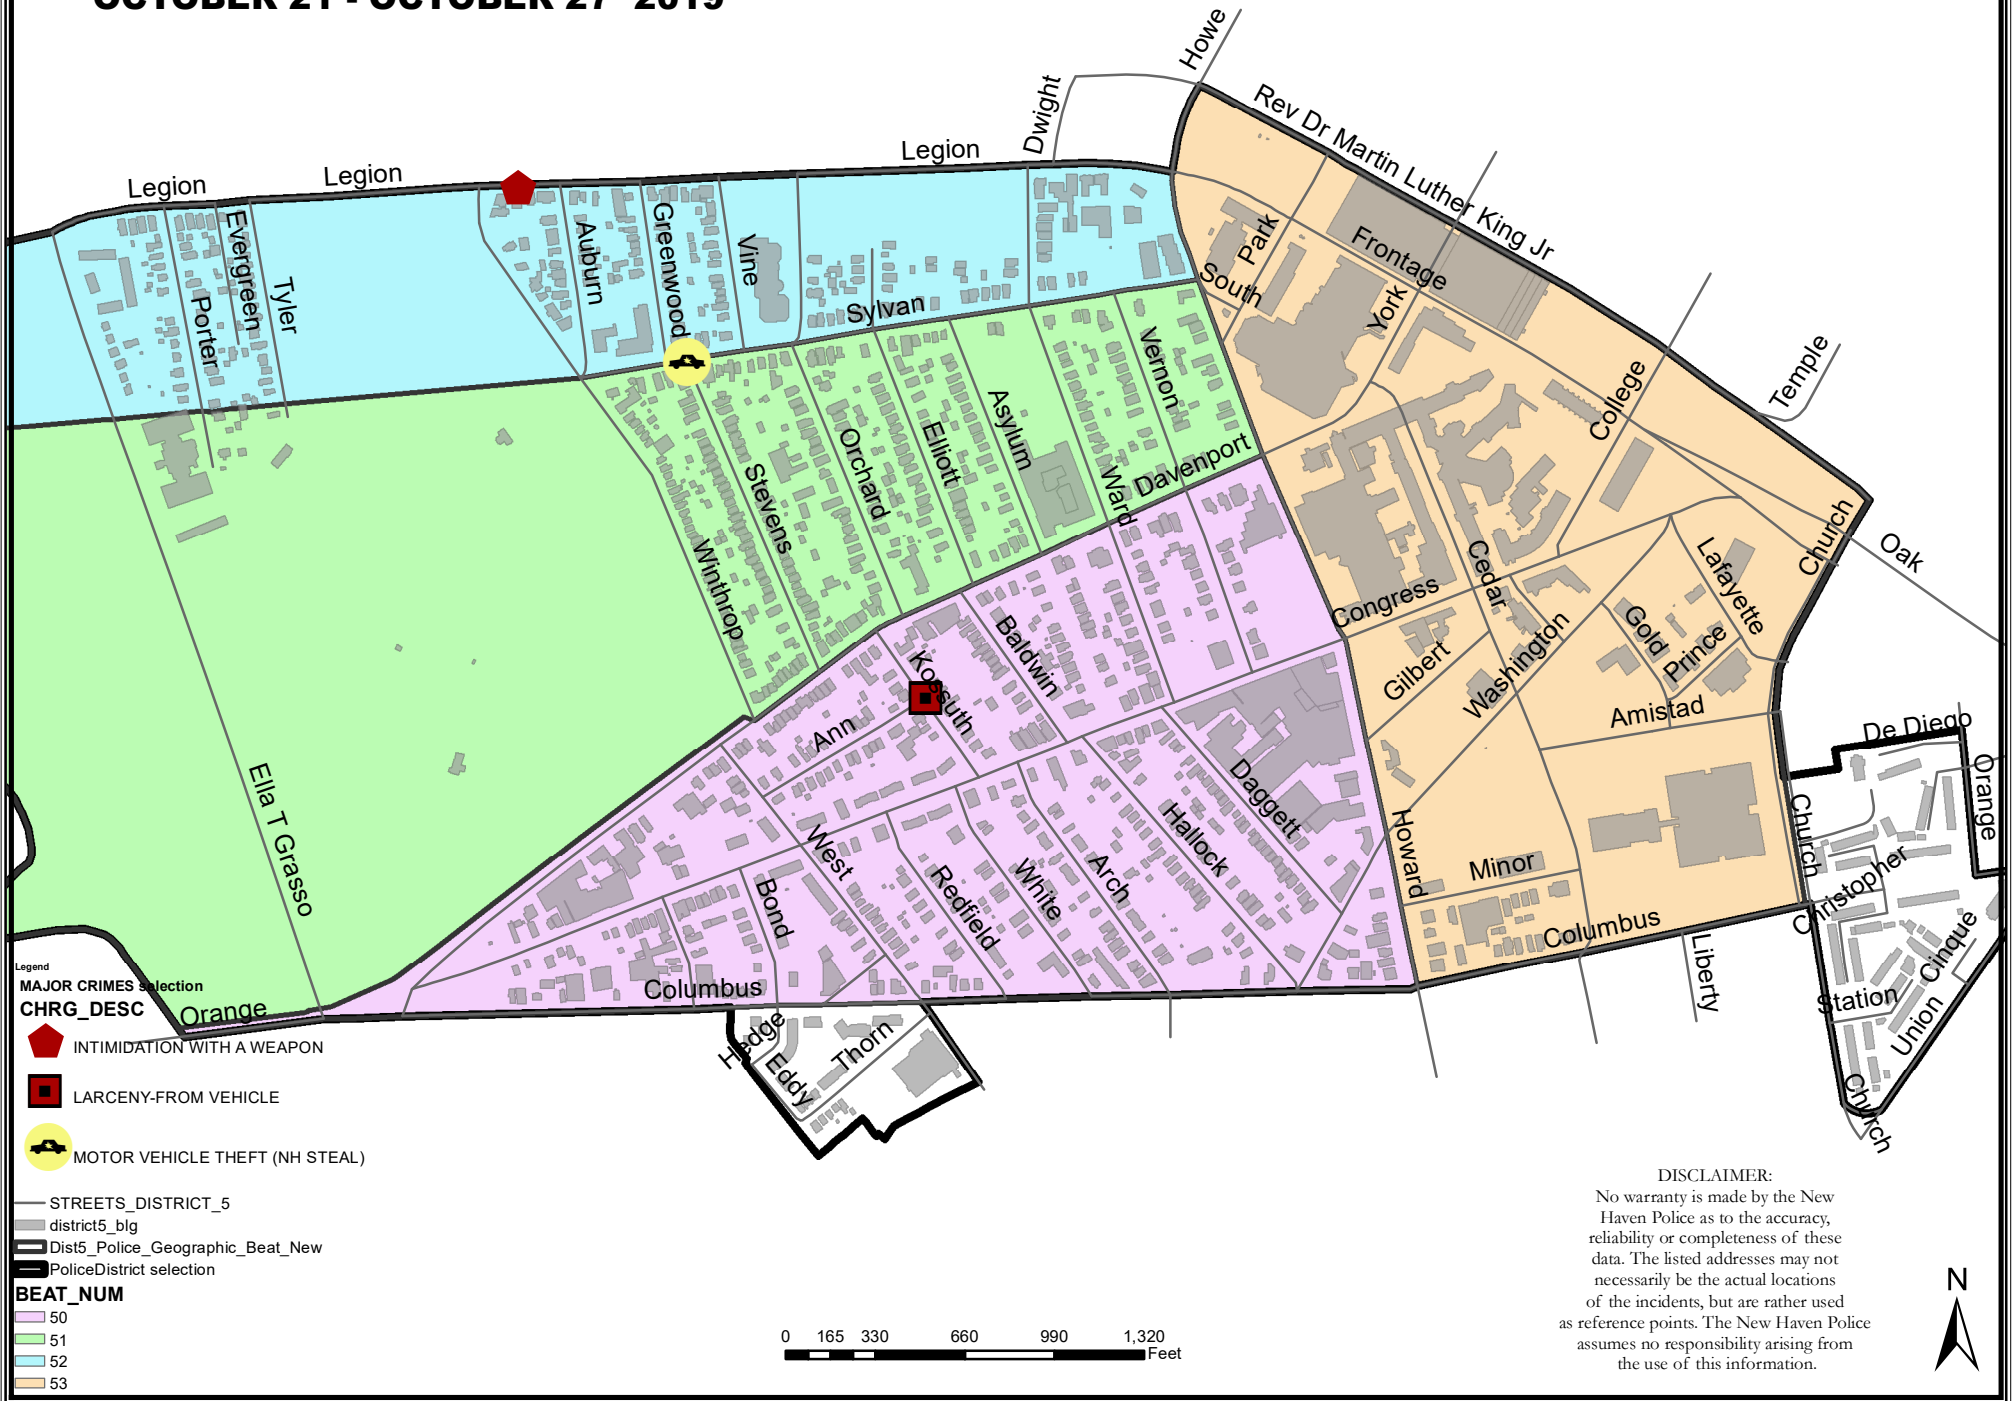 OCTOBER 21 - OCTOBER 27 2019
Howe
Rev Dr Martin Luther King Jr
Dwight
Legion
Legion
Legion
Evergreen
Porter
Tyler
Auburn
Greenwood
Vine
Sylvan
Park
South
Frontage
York
College
Temple
Vernon
Asylum
Elliott
Orchard
Stevens
Winthrop
Ward
Davenport
Church
Oak
Lafayette
Cedar
Congress
Gold
Prince
Washington
Gilbert
Amistad
Baldwin
Kossuth
Ann
De Diego
Orange
Ella T Grasso
Daggett
Hallock
Howard
Arch
White
Redfield
West
Bond
Minor
Columbus
Church
Christopher
Cinque
Liberty
Station
Union
Church
Columbus
Orange
Hedge
Eddy
Thorn
Legend
MAJOR CRIMES selection
CHRG_DESC
INTIMIDATION WITH A WEAPON
LARCENY-FROM VEHICLE
MOTOR VEHICLE THEFT (NH STEAL)
STREETS_DISTRICT_5
district5_blg
Dist5_Police_Geographic_Beat_New
PoliceDistrict selection
BEAT_NUM
50
51
52
53
0 165 330 660 990 1,320
Feet
DISCLAIMER:
No warranty is made by the New
Haven Police as to the accuracy,
reliability or completeness of these
data. The listed addresses may not
necessarily be the actual locations
of the incidents, but are rather used
as reference points. The New Haven Police
assumes no responsibility arising from
the use of this information.
N